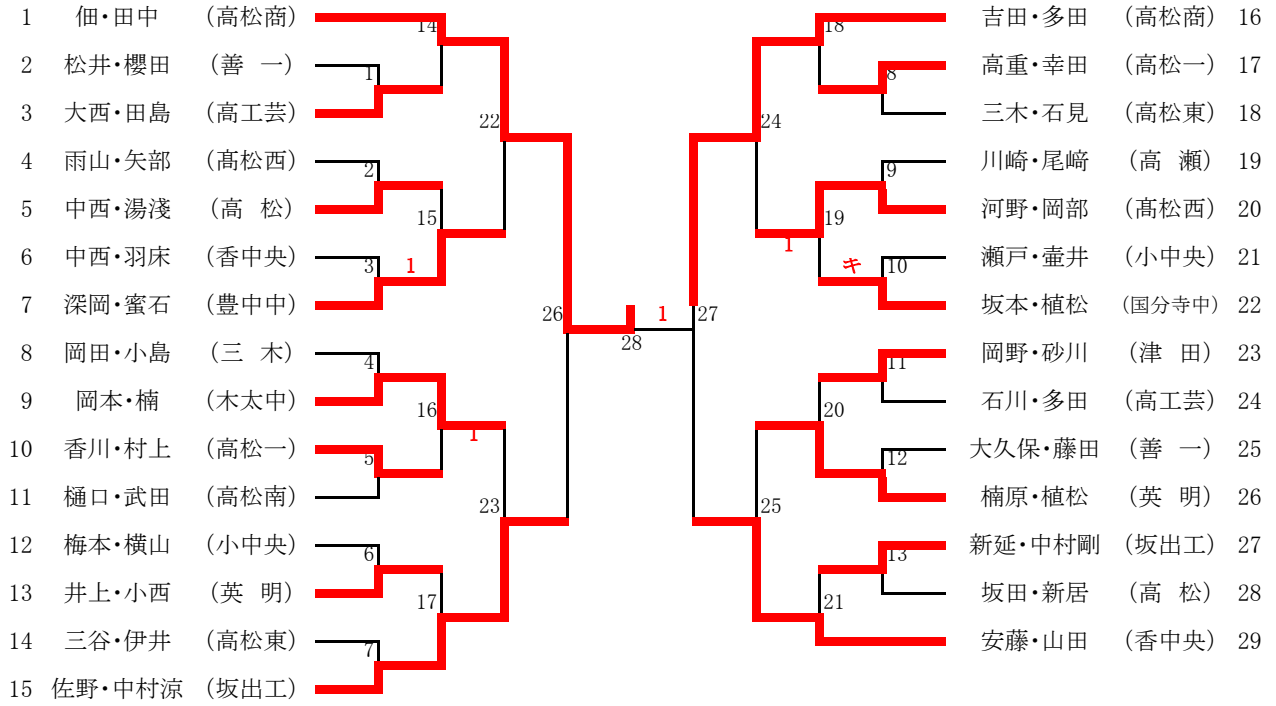 1 佃・田中 (高松商)
2 松井・櫻田 (善 一)
3 大西・田島 (高工芸)
4 雨山・矢部 (髙松西)
5 中西・湯淺 (高 松)
6 中西・羽床 (香中央)
7 深岡・蜜石 (豊中中)
8 岡田・小島 (三 木)
9 岡本・楠 (木太中)
10 香川・村上 (高松一)
11 樋口・武田 (高松南)
12 梅本・横山 (小中央)
13 井上・小西 (英 明)
14 三谷・伊井 (高松東)
15 佐野・中村涼 (坂出工)
14
1
22
2
15
3
1
26
4
16
1
5
23
6
17
7
28
1
27
18
8
24
9
19
1
キ
10
11
20
12
25
13
21
吉田・多田 (高松商) 16
高重・幸田 (高松一) 17
三木・石見 (高松東) 18
川崎・尾﨑 (高 瀬) 19
河野・岡部 (髙松西) 20
瀬戸・壷井 (小中央) 21
坂本・植松 (国分寺中) 22
岡野・砂川 (津 田) 23
石川・多田 (高工芸) 24
大久保・藤田 (善 一) 25
楠原・植松 (英 明) 26
新延・中村剛 (坂出工) 27
坂田・新居 (高 松) 28
安藤・山田 (香中央) 29